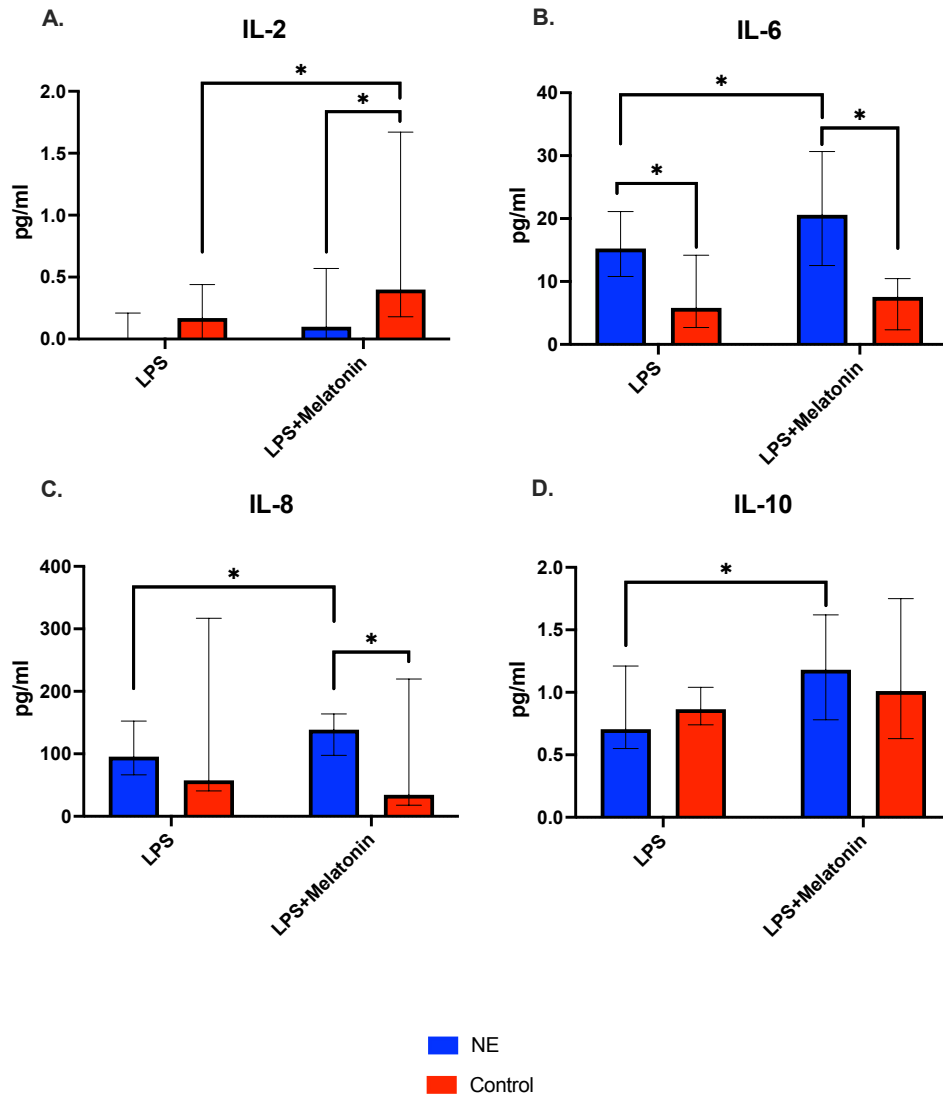 A.
IL-2
*
*
pg/ml
2.0
1.5
1.0
0.5
0.0
LPS
LPS+Melatonin
B.
IL-6
*
*
*
pg/ml
40
30
20
10
0
LPS
LPS+Melatonin
C.
IL-8
*
*
pg/ml
400
300
200
100
0
LPS
LPS+Melatonin
D.
IL-10
*
pg/ml
2.0
1.5
1.0
0.5
0.0
LPS
LPS+Melatonin
NE
Control